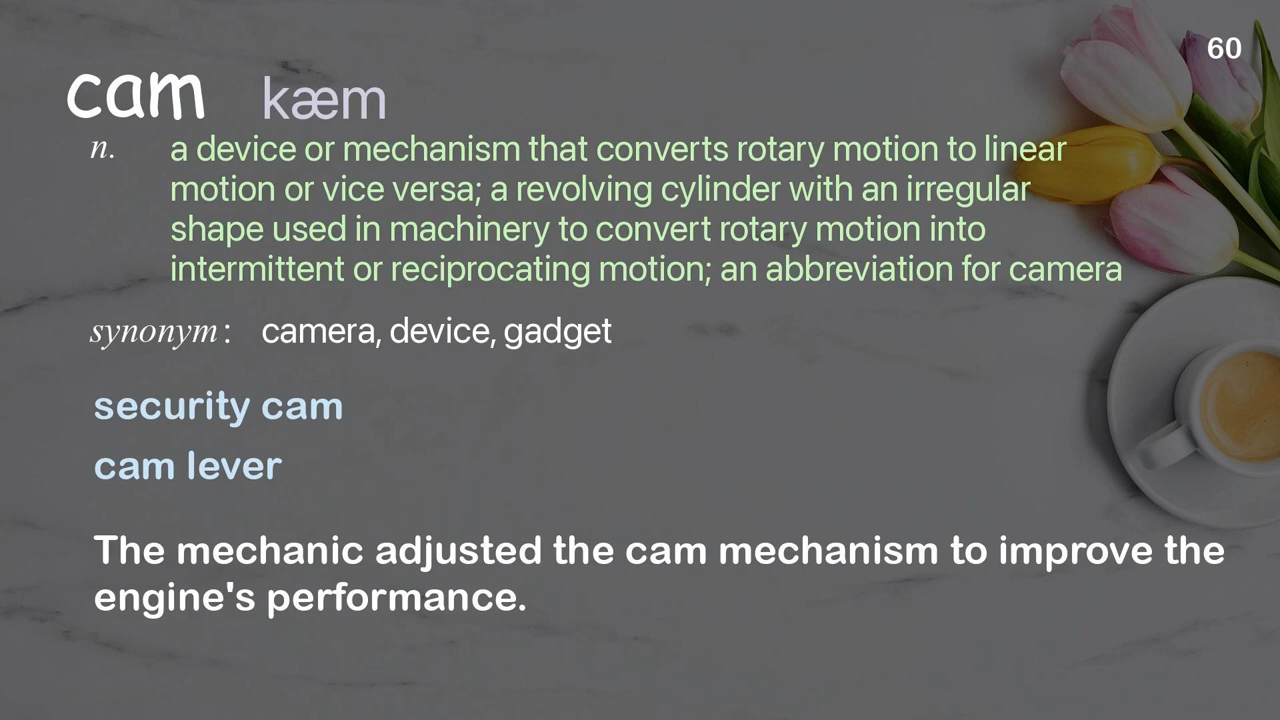 60
cam kæm
n. a device or mechanism that converts rotary motion to linear
motion or vice versa; a revolving cylinder with an irregular
shape used in machinery to convert rotary motion into
intermittent or reciprocating motion; an abbreviation for camera
synonym: camera, device, gadget
security cam
cam lever
The mechanic adjusted the cam mechanism to improve the
engine's performance.